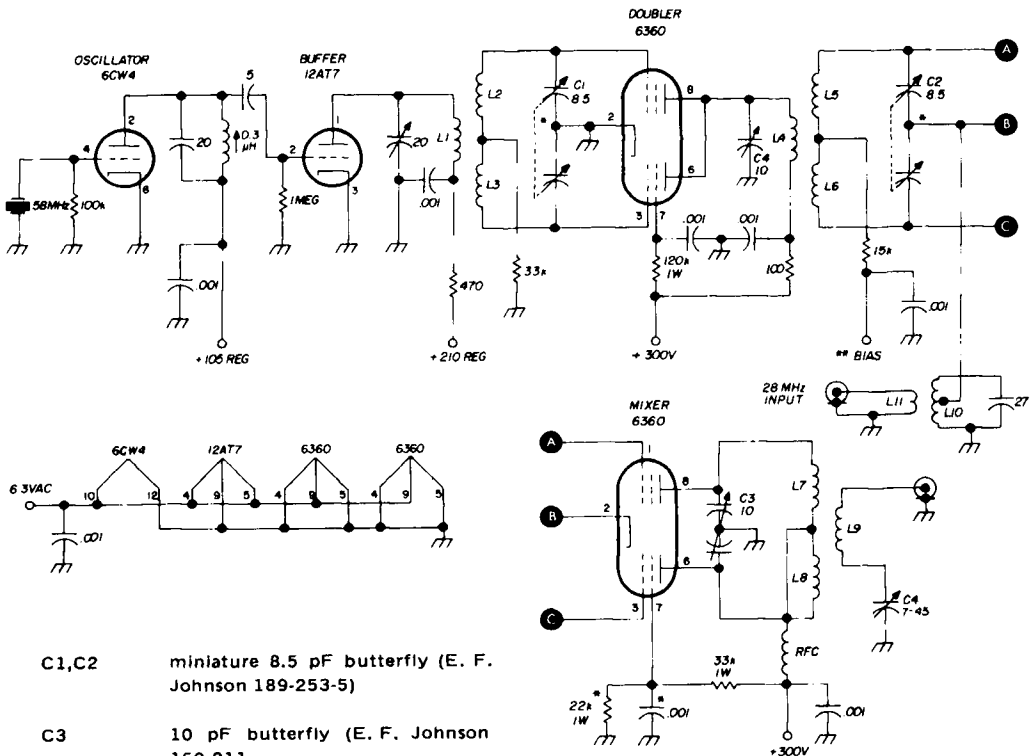 DOUBLER
6360
OSCILLATOR
6CW4
BUFFER
12AT7
5
2
4
6
58MHz
100k
20
0.3
μH
.001
+105 REG
2
1
3
1MEG
20
L1
.001
470
+210 REG
L2
L3
33k
C1
8.5
*
2
8
6
3
7
.001
.001
120k
1W
+300V
C4
10
L4
100
L5
L6
15k
.001
** BIAS
C2
8.5
*
A
B
C
28 MHz
INPUT
L11
L10
27
6CW4
12AT7
6360
6360
6 3VAC
10
12
4
9
5
4
9
5
4
9
5
.001
MIXER
6360
A
B
C
2
8
6
3
7
C3
10
L7
L8
L9
C4
7-45
RFC
33k
1W
22k
1W
*
*
.001
.001
+300V
C1,C2 miniature 8.5 pF butterfly (E. F.
Johnson 189-253-5)
C3 10 pF butterfly (E. F. Johnson